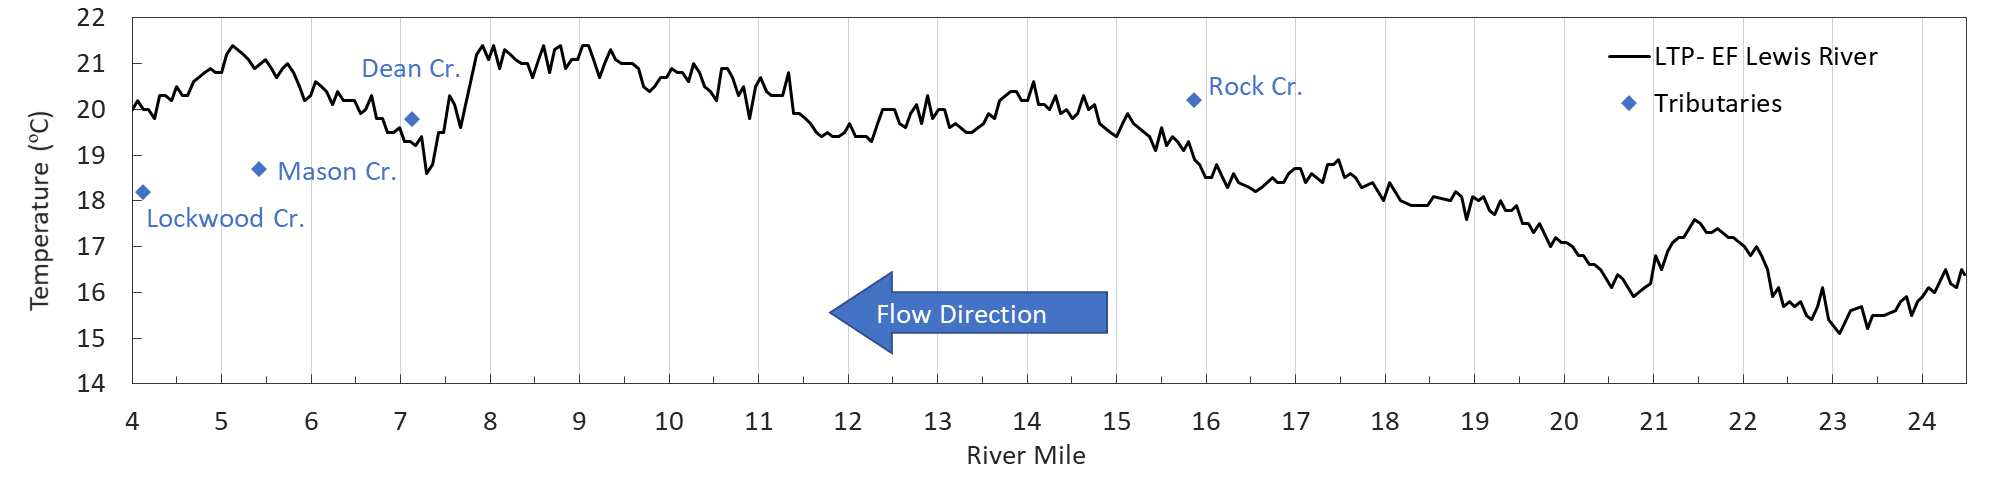 22
21
20
19
18
17
16
15
14
Temperature (ºC)
LTP- EF Lewis River
Tributaries
Dean Cr.
Rock Cr.
Mason Cr.
Lockwood Cr.
Flow Direction
4 5 6 7 8 9 10 11 12 13 14 15 16 17 18 19 20 21 22 23 24
River Mile